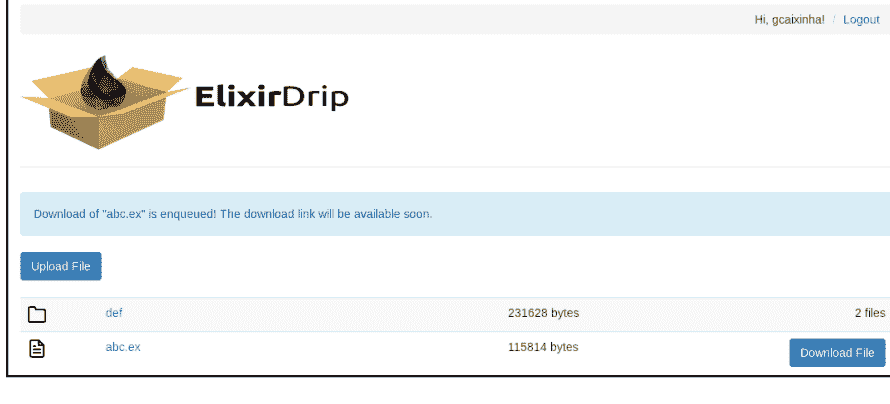 Hi, gcaixinha! / Logout
ElixirDrip
Download of "abc.ex" is enqueued! The download link will be available soon.
Upload File
def 231628 bytes 2 files
abc.ex 115814 bytes Download File